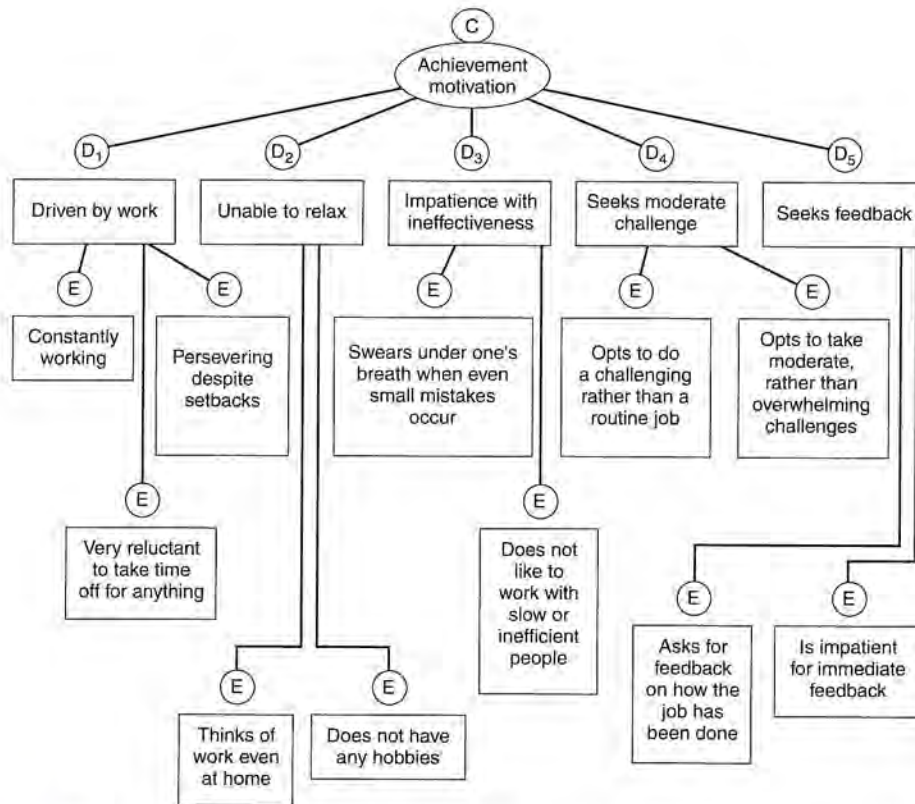 C
Achievement
motivation
D₁
D₂
D₃
D₄
D₅
Driven by work
Unable to relax
Impatience with
ineffectiveness
Seeks moderate
challenge
Seeks feedback
E
Constantly
working
E
Persevering
despite
setbacks
E
Swears under one's
breath when even
small mistakes
occur
E
Opts to do
a challenging
rather than a
routine job
E
Opts to take
moderate,
rather than
overwhelming
challenges
E
Very reluctant
to take time
off for anything
E
Does not
like to
work with
slow or
inefficient
people
E
Asks for
feedback
on how the
job has
been done
E
Is impatient
for immediate
feedback
E
Thinks of
work even
at home
E
Does not have
any hobbies